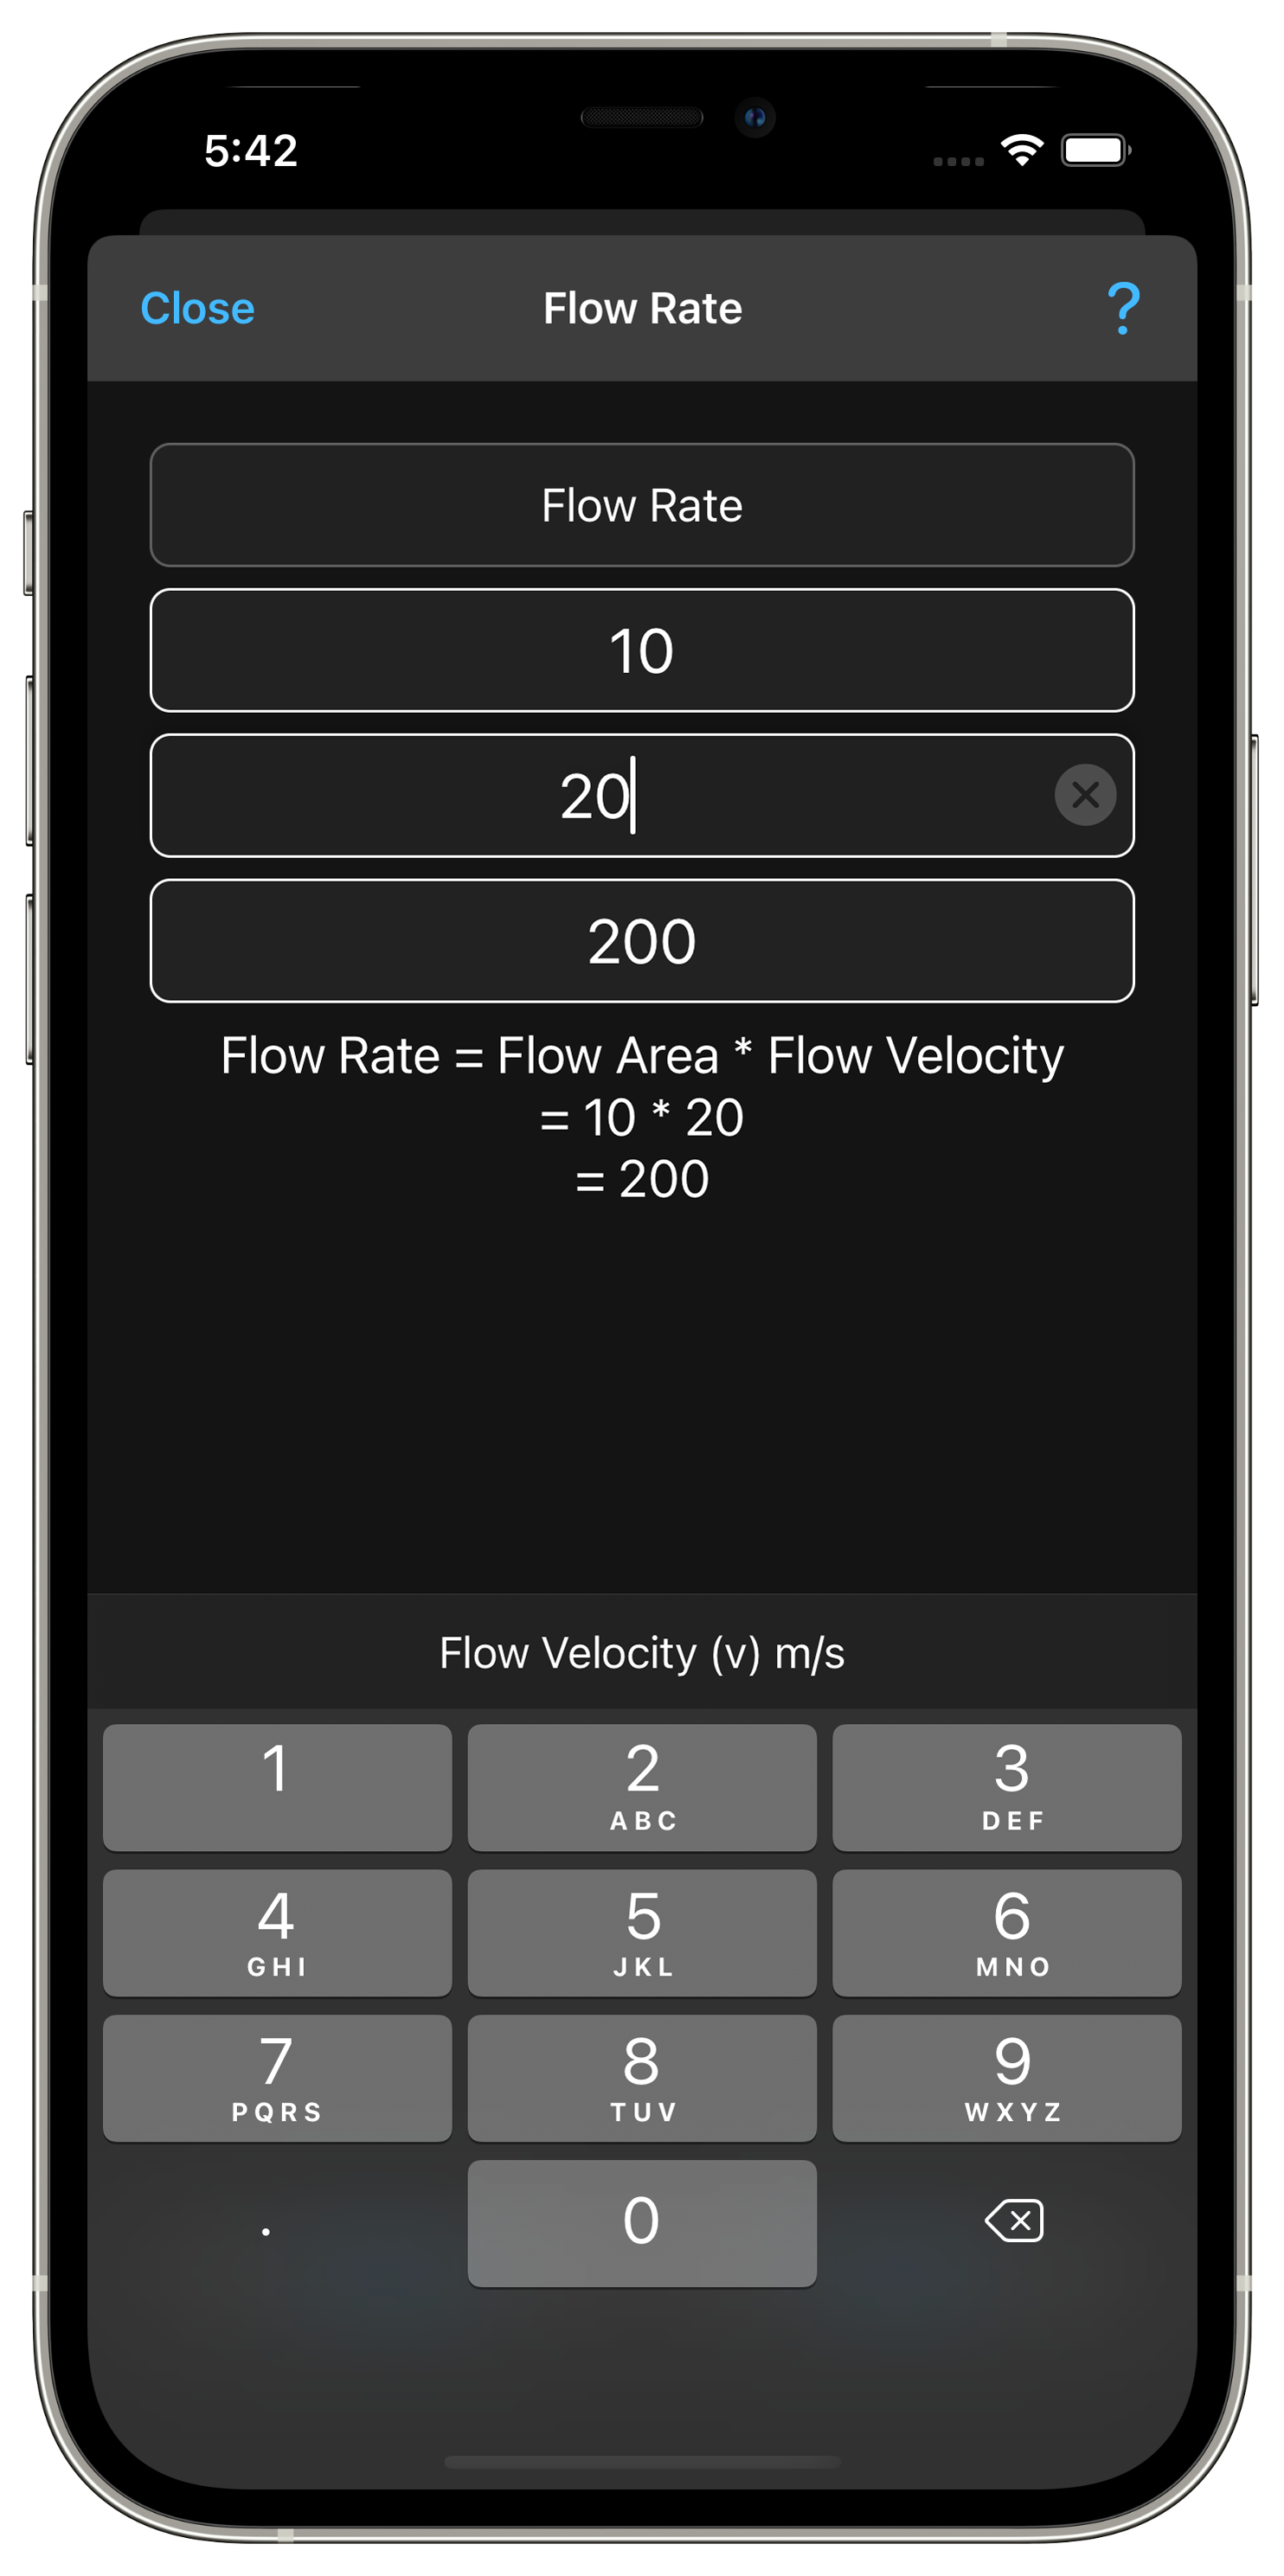 5:42
Close Flow Rate ?
Flow Rate
10
20
200
Flow Rate = Flow Area * Flow Velocity
= 10 * 20
= 200
Flow Velocity (v) m/s
1 2 3
ABC DEF
4 5 6
GHI JKL MNO
7 8 9
PQRS TUV WXYZ
. 0